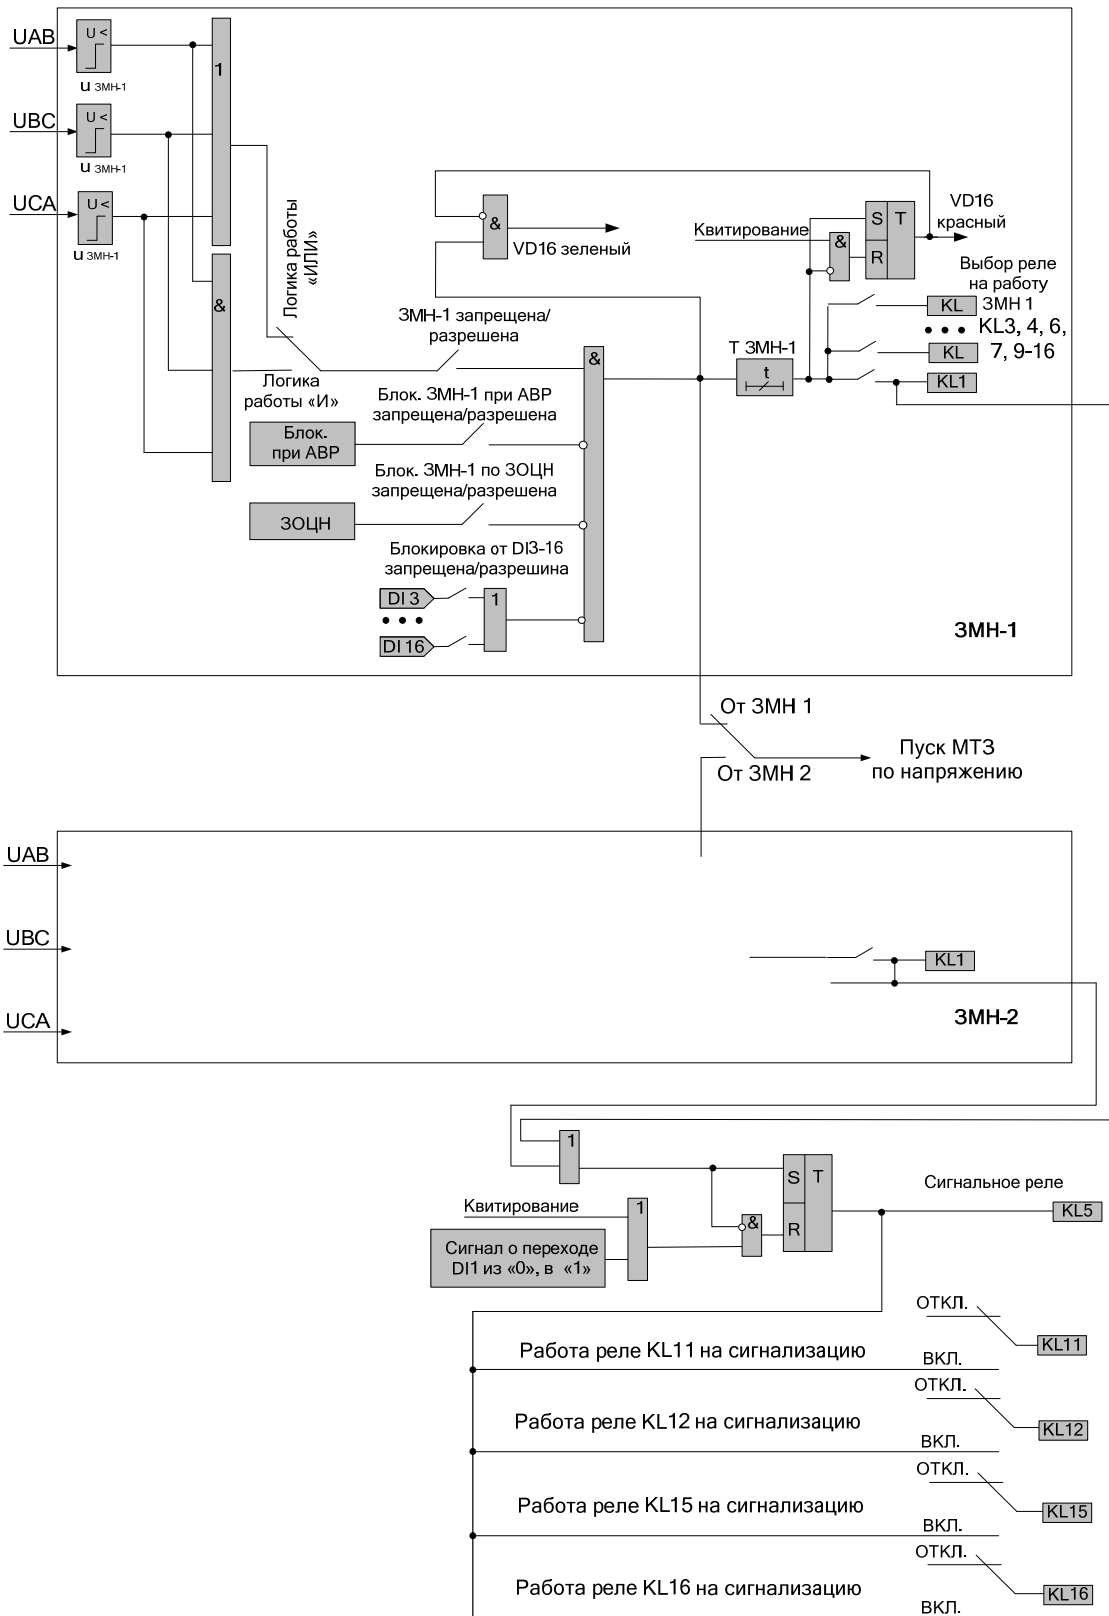 UAB
U <
u ЗМН-1
UBC
U <
u ЗМН-1
UCA
U <
u ЗМН-1
1
&
Логика работы
«ИЛИ»
Логика
работы «И»
ЗМН-1 запрещена/
разрешена
Блок. ЗМН-1 при АВР
запрещена/разрешена
Блок.
при АВР
Блок. ЗМН-1 по ЗОЦН
запрещена/разрешена
ЗОЦН
Блокировка от DI3-16
запрещена/разрешина
DI 3
• • •
DI 16
1
&
&
VD16 зеленый
T ЗМН-1
t
Квитирование
&
S T
R
VD16
красный
Выбор реле
на работу
ЗМН 1
KL
• • • KL3, 4, 6,
7, 9-16
KL
KL1
ЗМН-1
От ЗМН 1
От ЗМН 2
Пуск МТЗ
по напряжению
UAB
UBC
UCA
KL1
ЗМН-2
1
Квитирование
1
Сигнал о переходе
DI1 из «0», в «1»
&
S T
R
Сигнальное реле
KL5
ОТКЛ.
Работа реле KL11 на сигнализацию
KL11
ВКЛ.
ОТКЛ.
Работа реле KL12 на сигнализацию
KL12
ВКЛ.
ОТКЛ.
Работа реле KL15 на сигнализацию
KL15
ВКЛ.
ОТКЛ.
Работа реле KL16 на сигнализацию
KL16
ВКЛ.